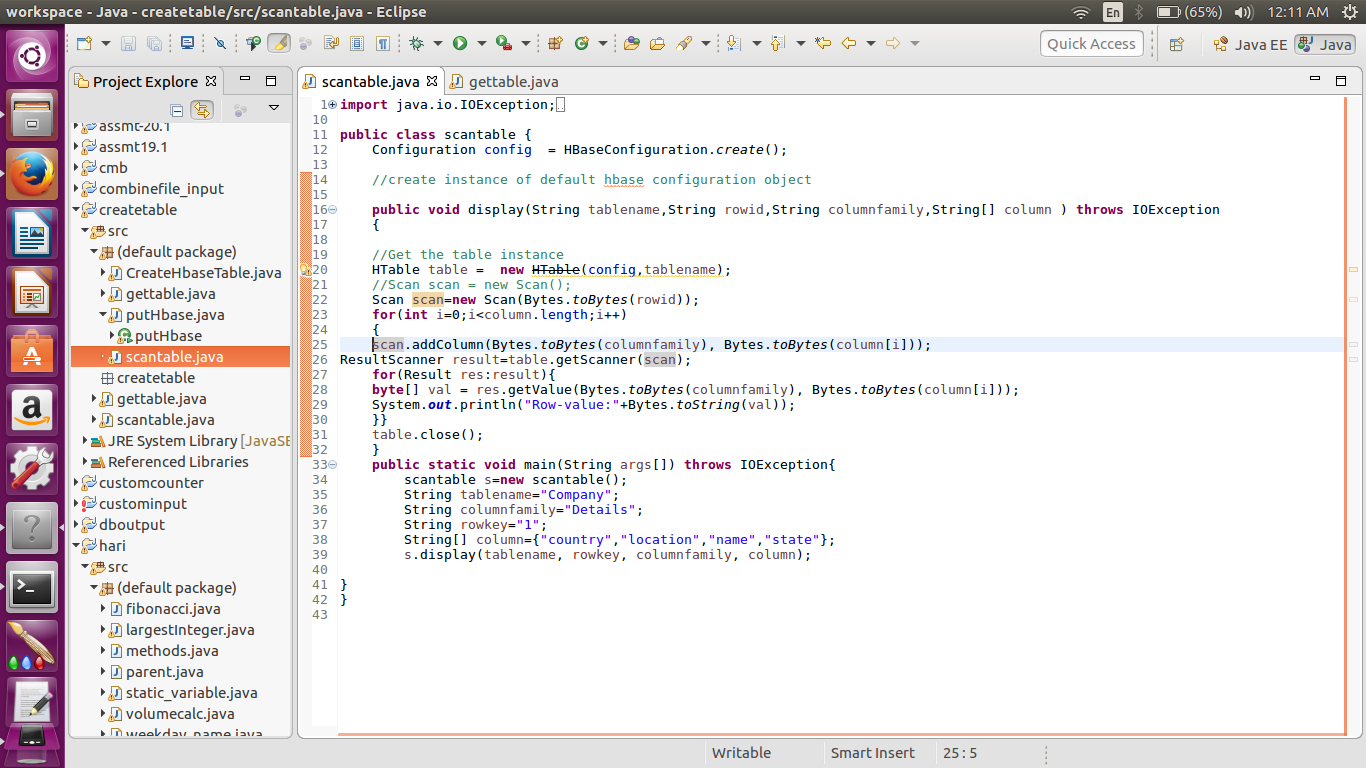 workspace - Java - createtable/src/scantable.java - Eclipse
En
(65%)
12:11 AM
Quick Access
Java EE
Java
Project Explore
assmt-20.1
assmt19.1
cmb
combinefile_input
createtable
src
(default package)
CreateHbaseTable.java
gettable.java
putHbase.java
putHbase
scantable.java
createtable
gettable.java
scantable.java
JRE System Library [JavaSE
Referenced Libraries
customcounter
custominput
dboutput
hari
src
(default package)
fibonacci.java
largestInteger.java
methods.java
parent.java
static_variable.java
volumecalc.java
weekday_name.java
scantable.java
gettable.java
1 import java.io.IOException;
10
11 public class scantable {
12 Configuration config  = HBaseConfiguration.create();
13
14 //create instance of default hbase configuration object
15
16 public void display(String tablename,String rowid,String columnfamily,String[] column ) throws IOException
17 {
18
19 //Get the table instance
20 HTable table =  new HTable(config,tablename);
21 //Scan scan = new Scan();
22 Scan scan=new Scan(Bytes.toBytes(rowid));
23 for(int i=0;i<column.length;i++)
24 {
25 scan.addColumn(Bytes.toBytes(columnfamily), Bytes.toBytes(column[i]));
26 ResultScanner result=table.getScanner(scan);
27 for(Result res:result){
28 byte[] val = res.getValue(Bytes.toBytes(columnfamily), Bytes.toBytes(column[i]));
29 System.out.println("Row-value:"+Bytes.toString(val));
30 }}
31 table.close();
32 }
33 public static void main(String args[]) throws IOException{
34 scantable s=new scantable();
35 String tablename="Company";
36 String columnfamily="Details";
37 String rowkey="1";
38 String[] column={"country","location","name","state"};
39 s.display(tablename, rowkey, columnfamily, column);
40
41 }
42 }
43
Writable
Smart Insert
25 : 5